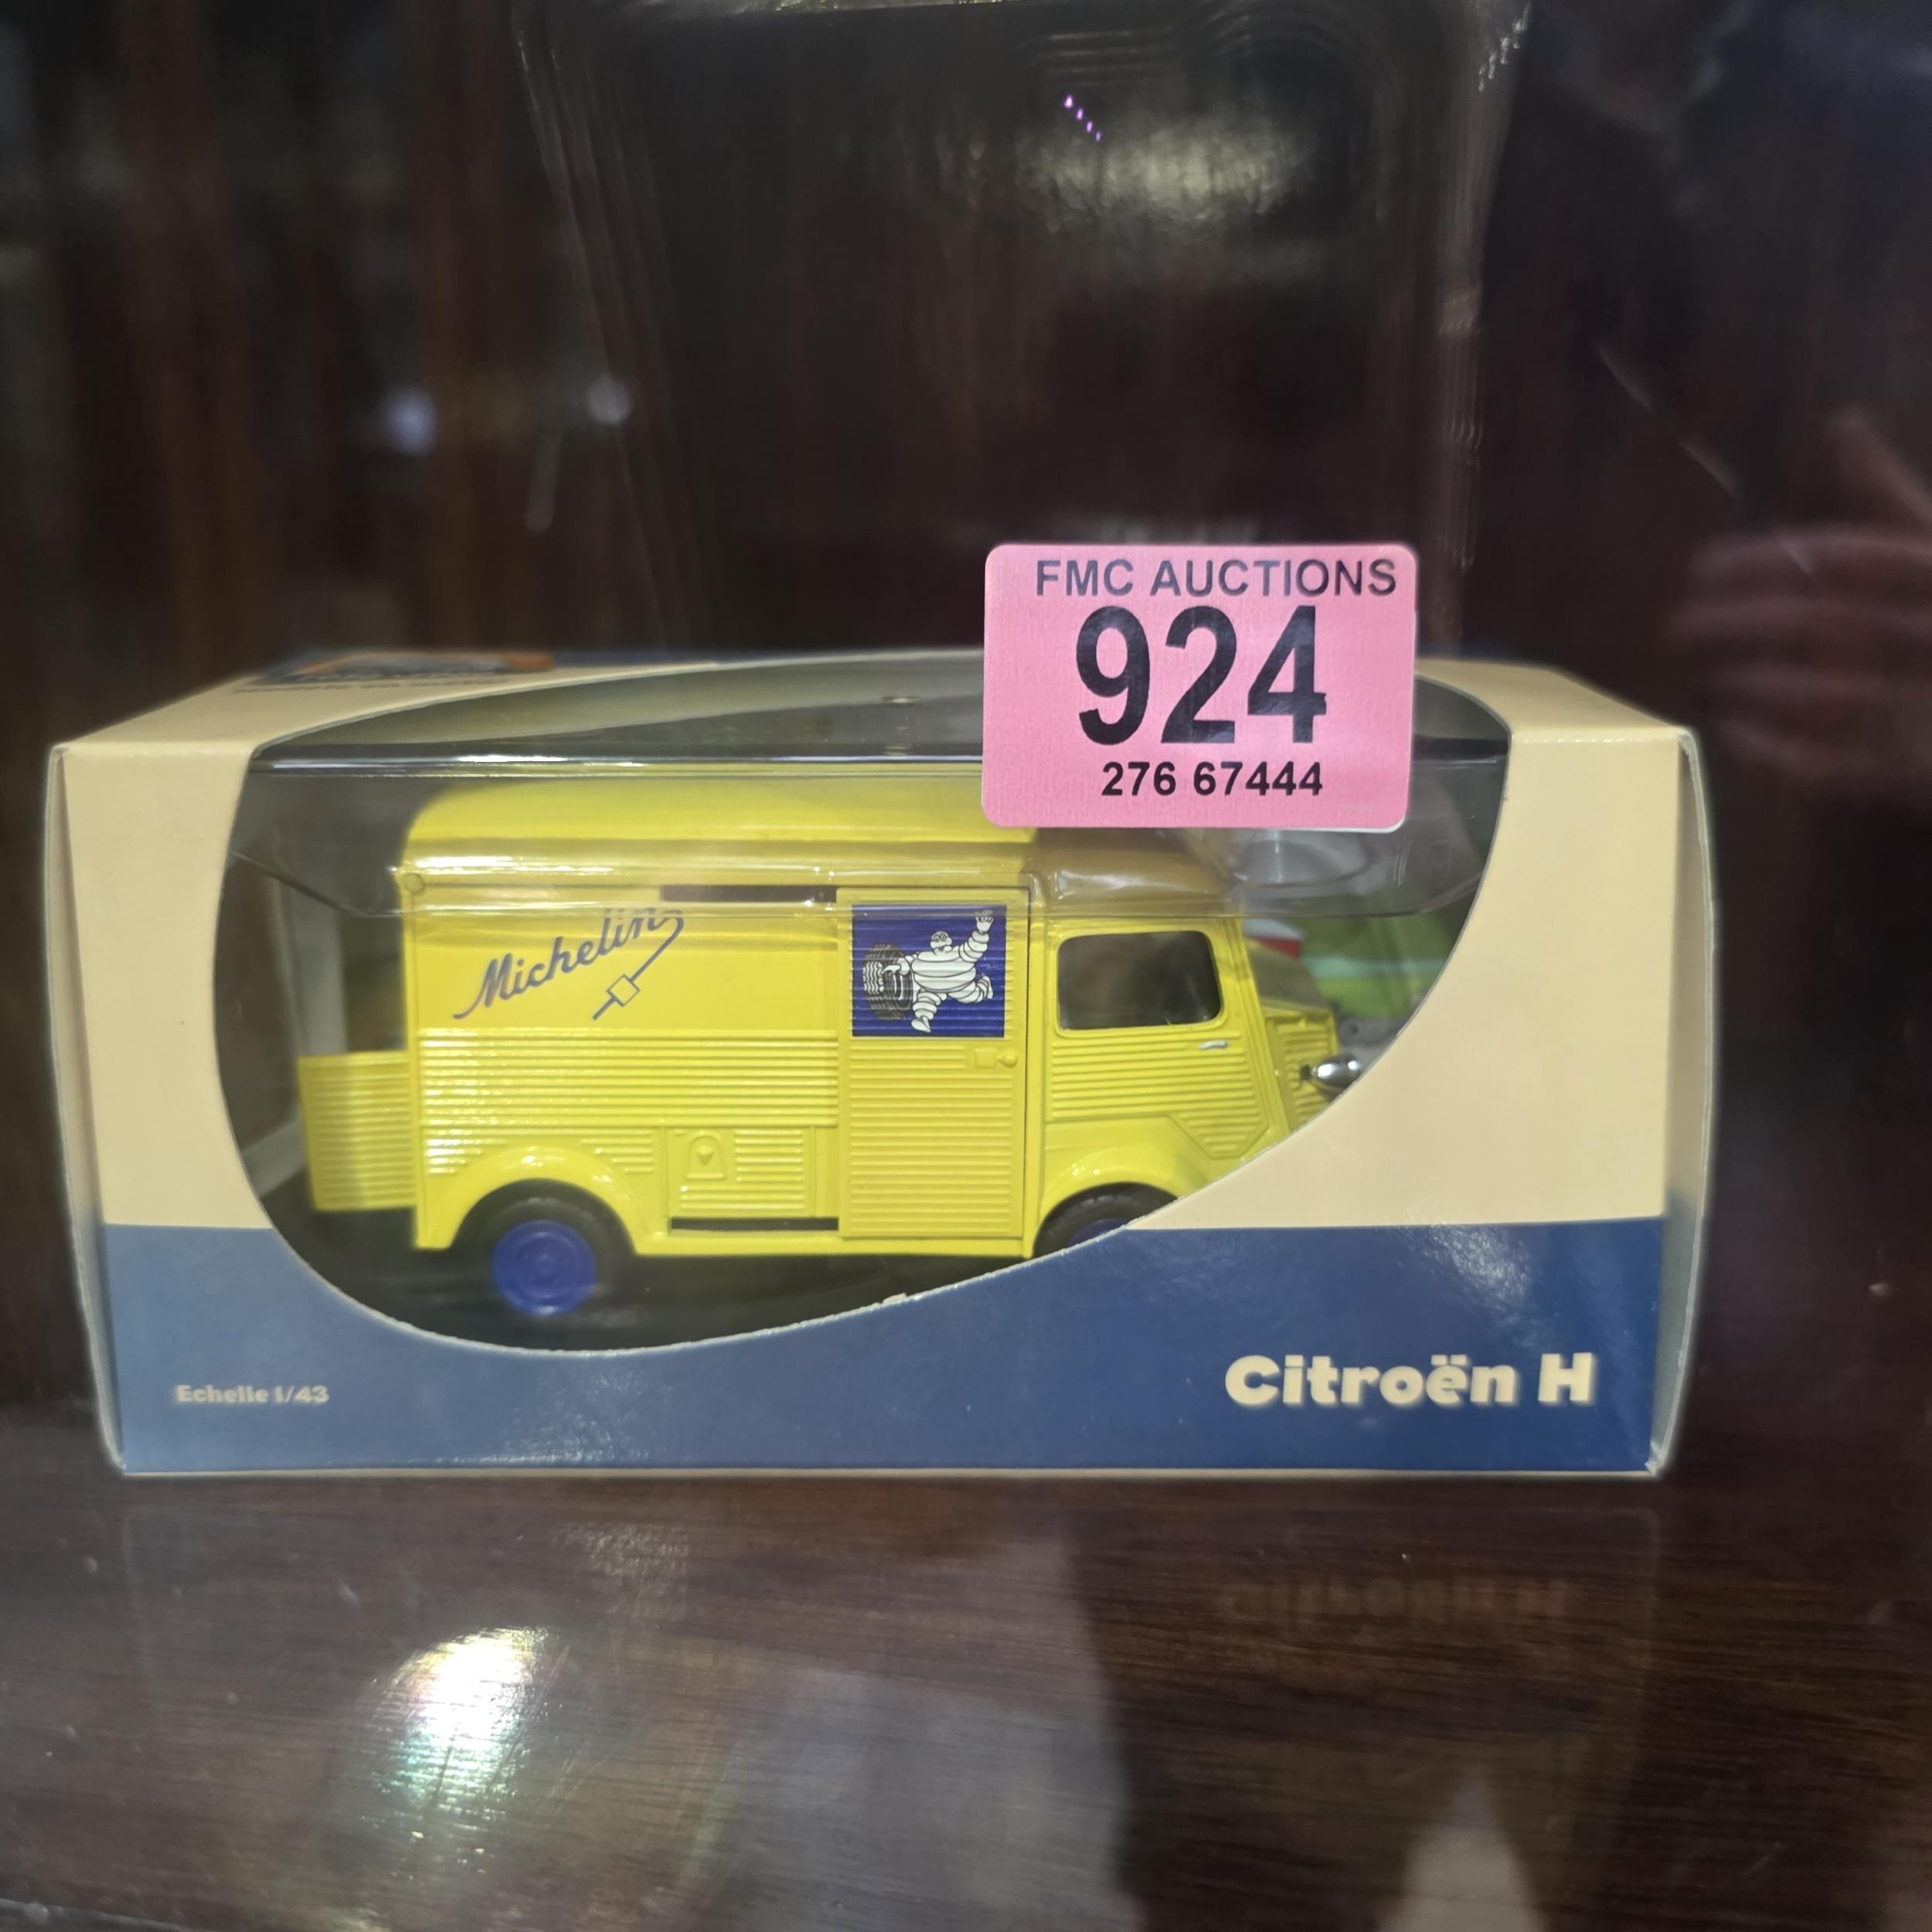 FMC AUCTIONS
924
276 67444
Michelin
Echelle 1/43
Citroën H